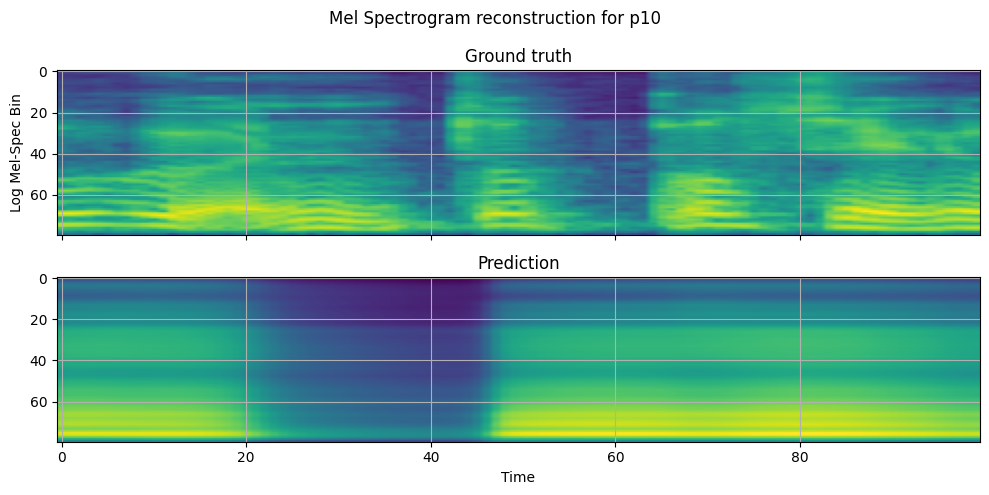 Mel Spectrogram reconstruction for p10
Ground truth
0
20
40
60
Log Mel-Spec Bin
Prediction
0
20
40
60
0 20 40 60 80
Time